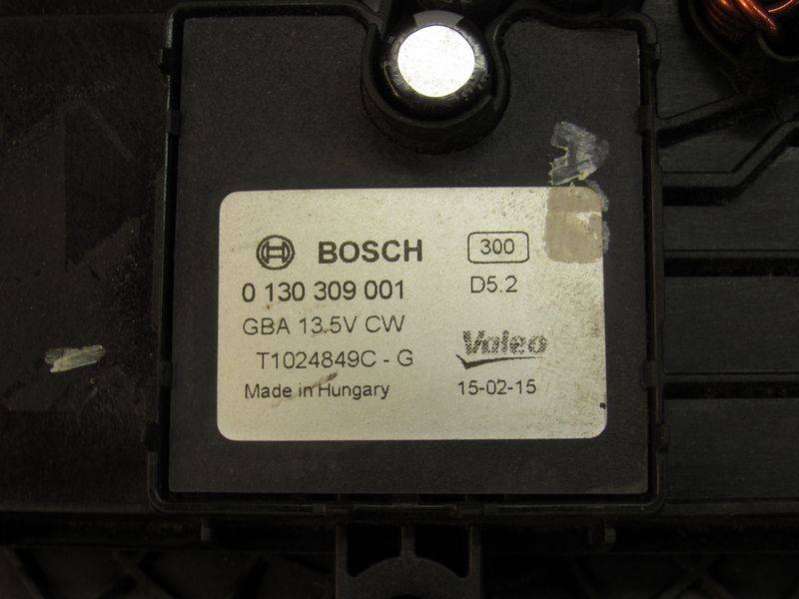 BOSCH 300
0 130 309 001 D5.2
GBA 13.5V CW
T1024849C - G Valeo
Made in Hungary 15-02-15